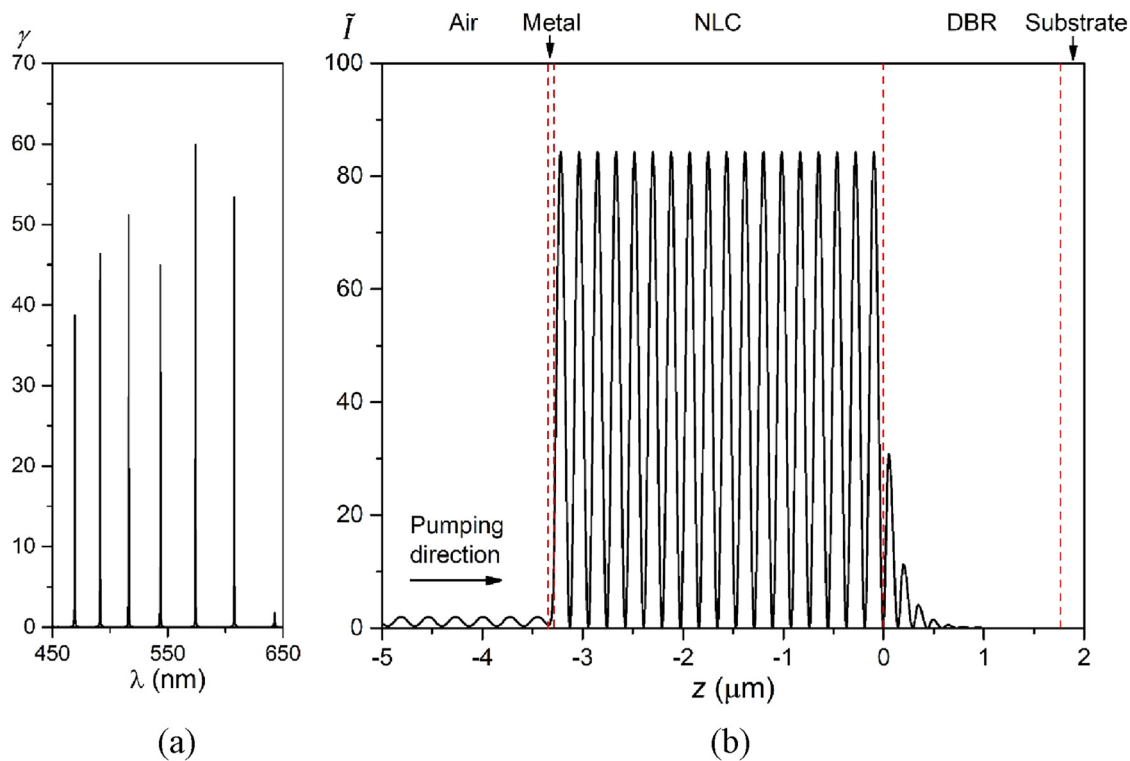 γ
70
60
50
40
30
20
10
0
450 550 650
λ (nm)
(a)
Air Metal NLC DBR Substrate
Ĩ
100
80
60
40
20
0
Pumping
direction
-5 -4 -3 -2 -1 0 1 2
z (μm)
(b)